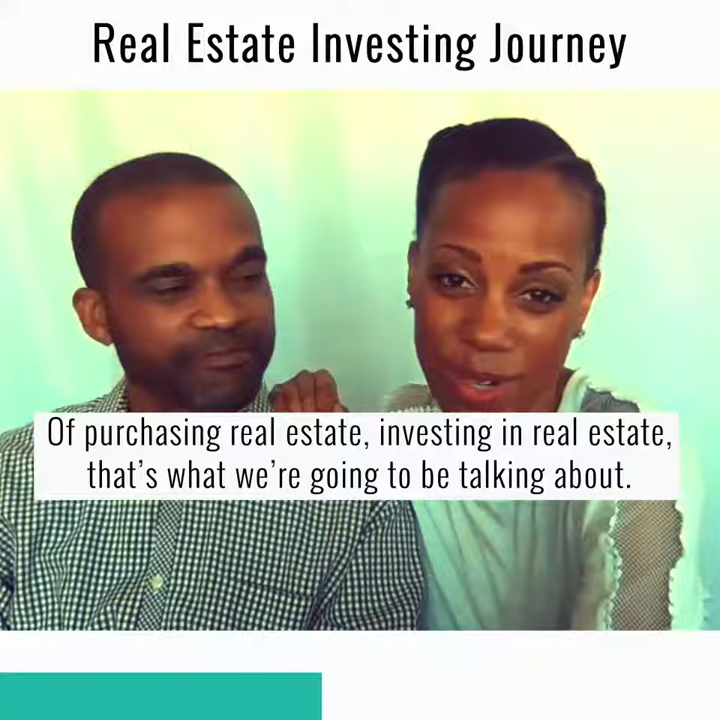 Real Estate Investing Journey
Of purchasing real estate, investing in real estate,
that's what we're going to be talking about.